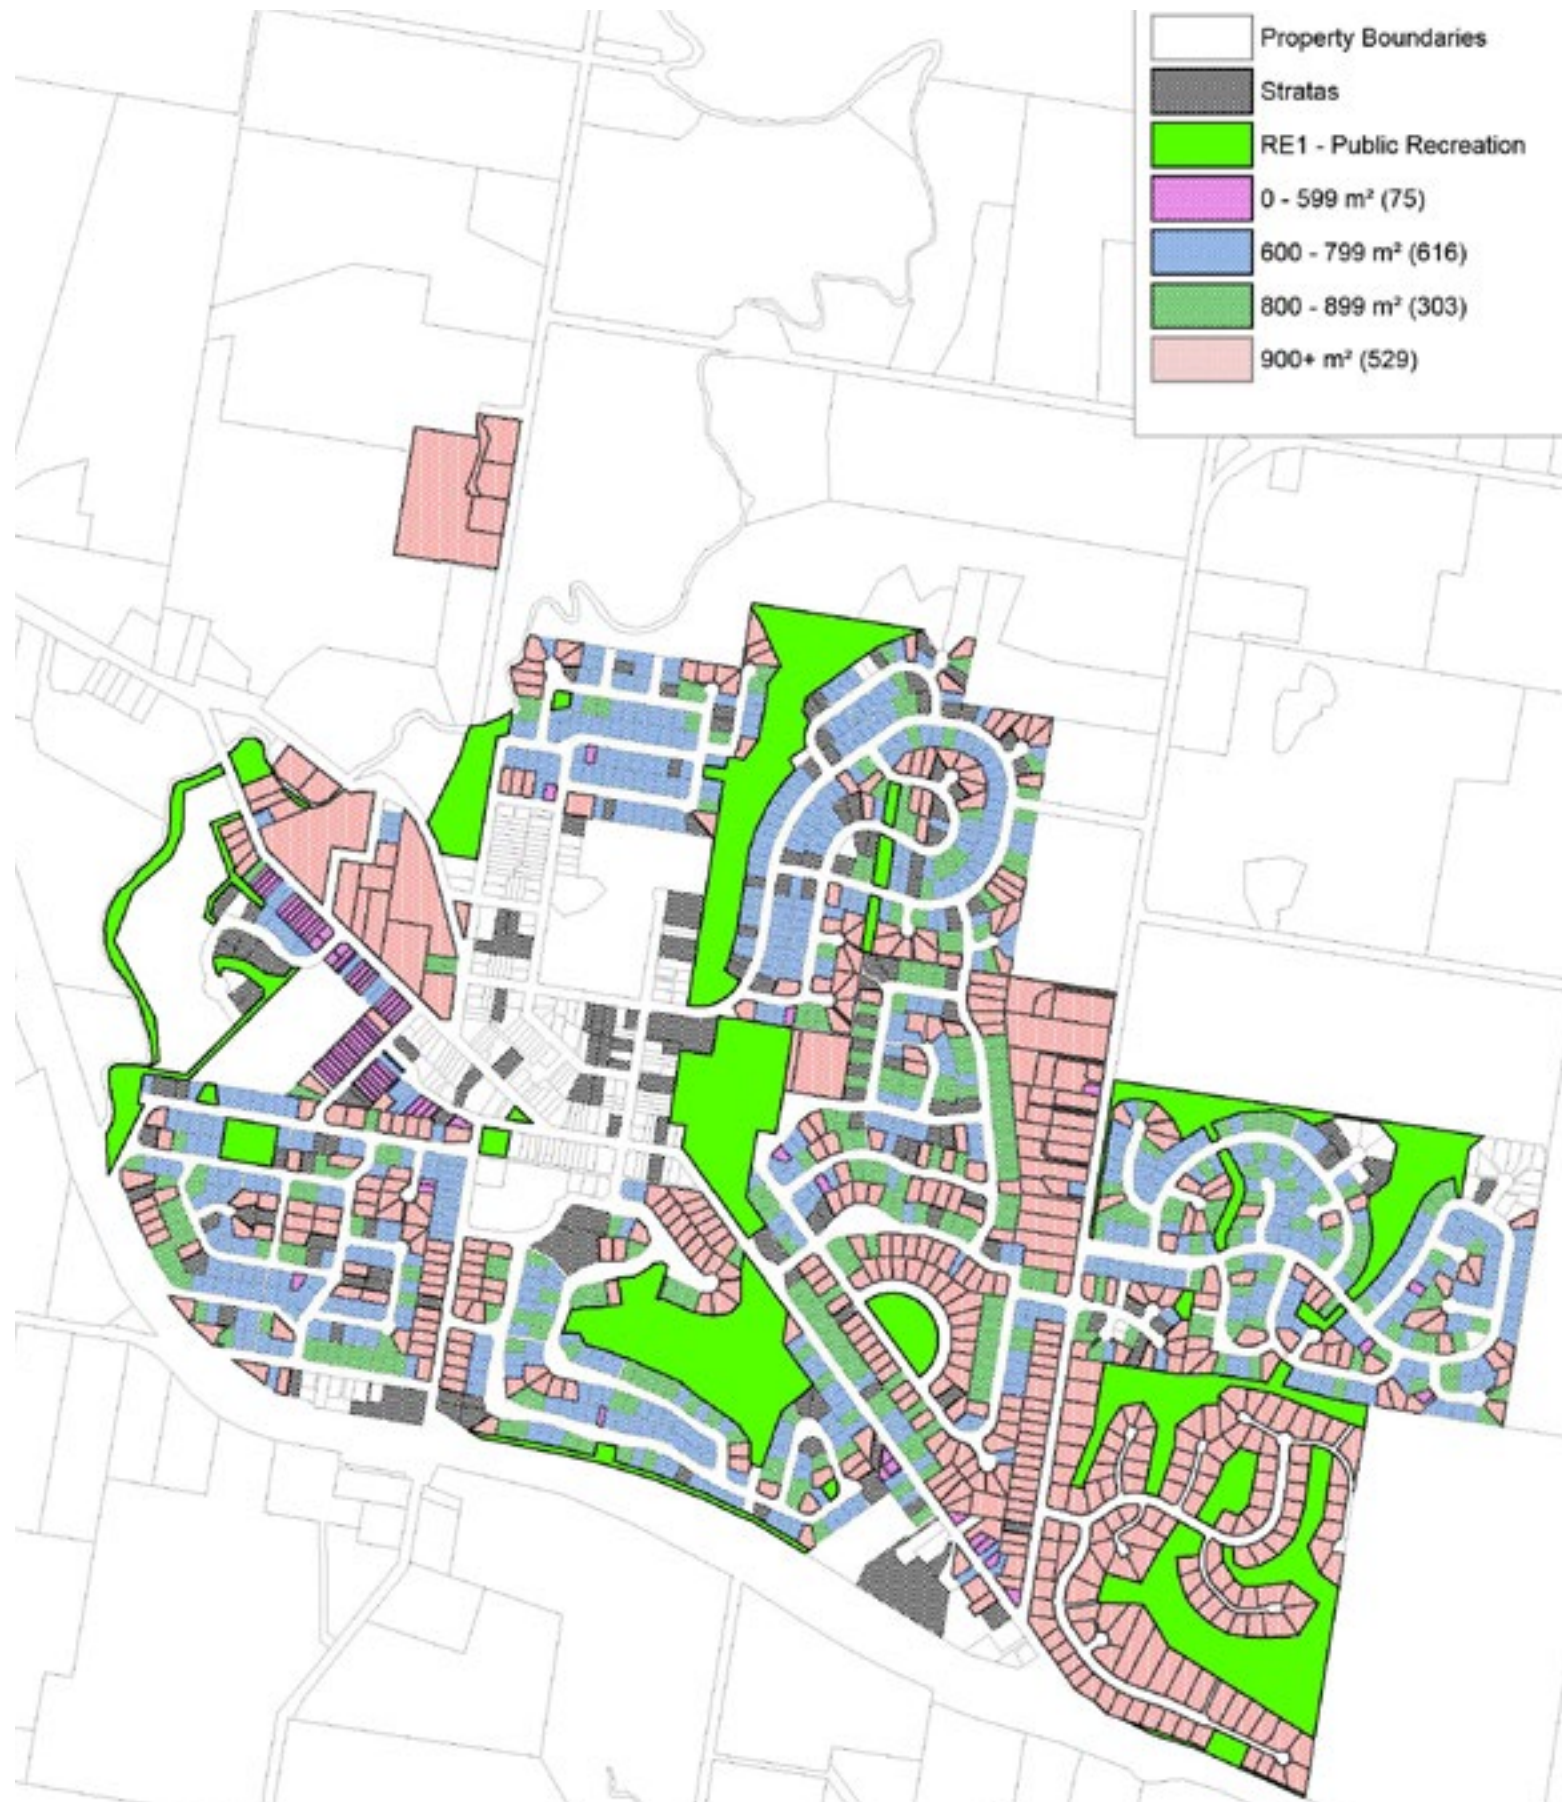 Property Boundaries
Stratas
RE1 - Public Recreation
0 - 599 m² (75)
600 - 799 m² (616)
800 - 899 m² (303)
900+ m² (529)